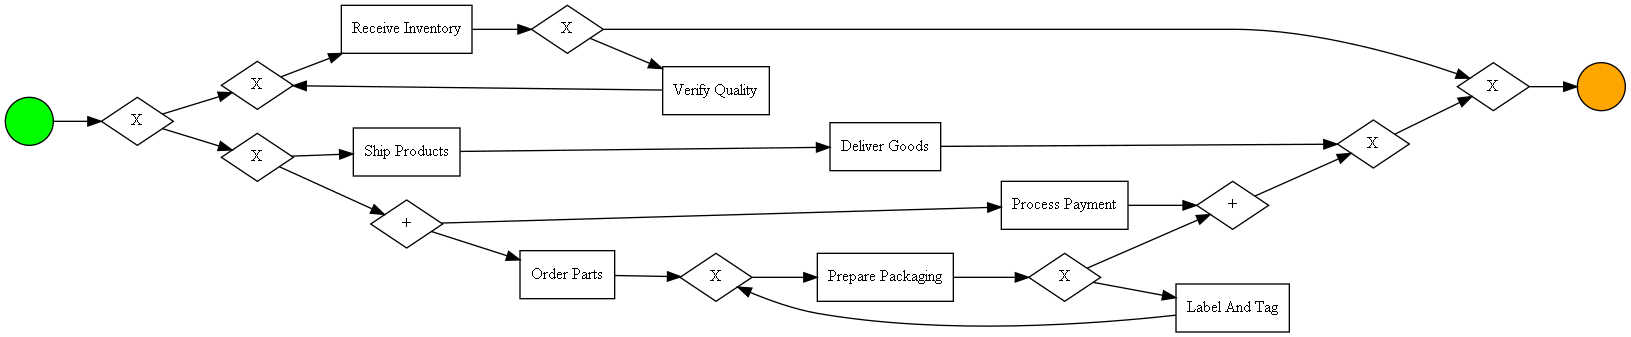 Receive Inventory
X
X
X
Verify Quality
X
X
Ship Products
Deliver Goods
X
X
+
Process Payment
+
Order Parts
X
Prepare Packaging
X
Label And Tag